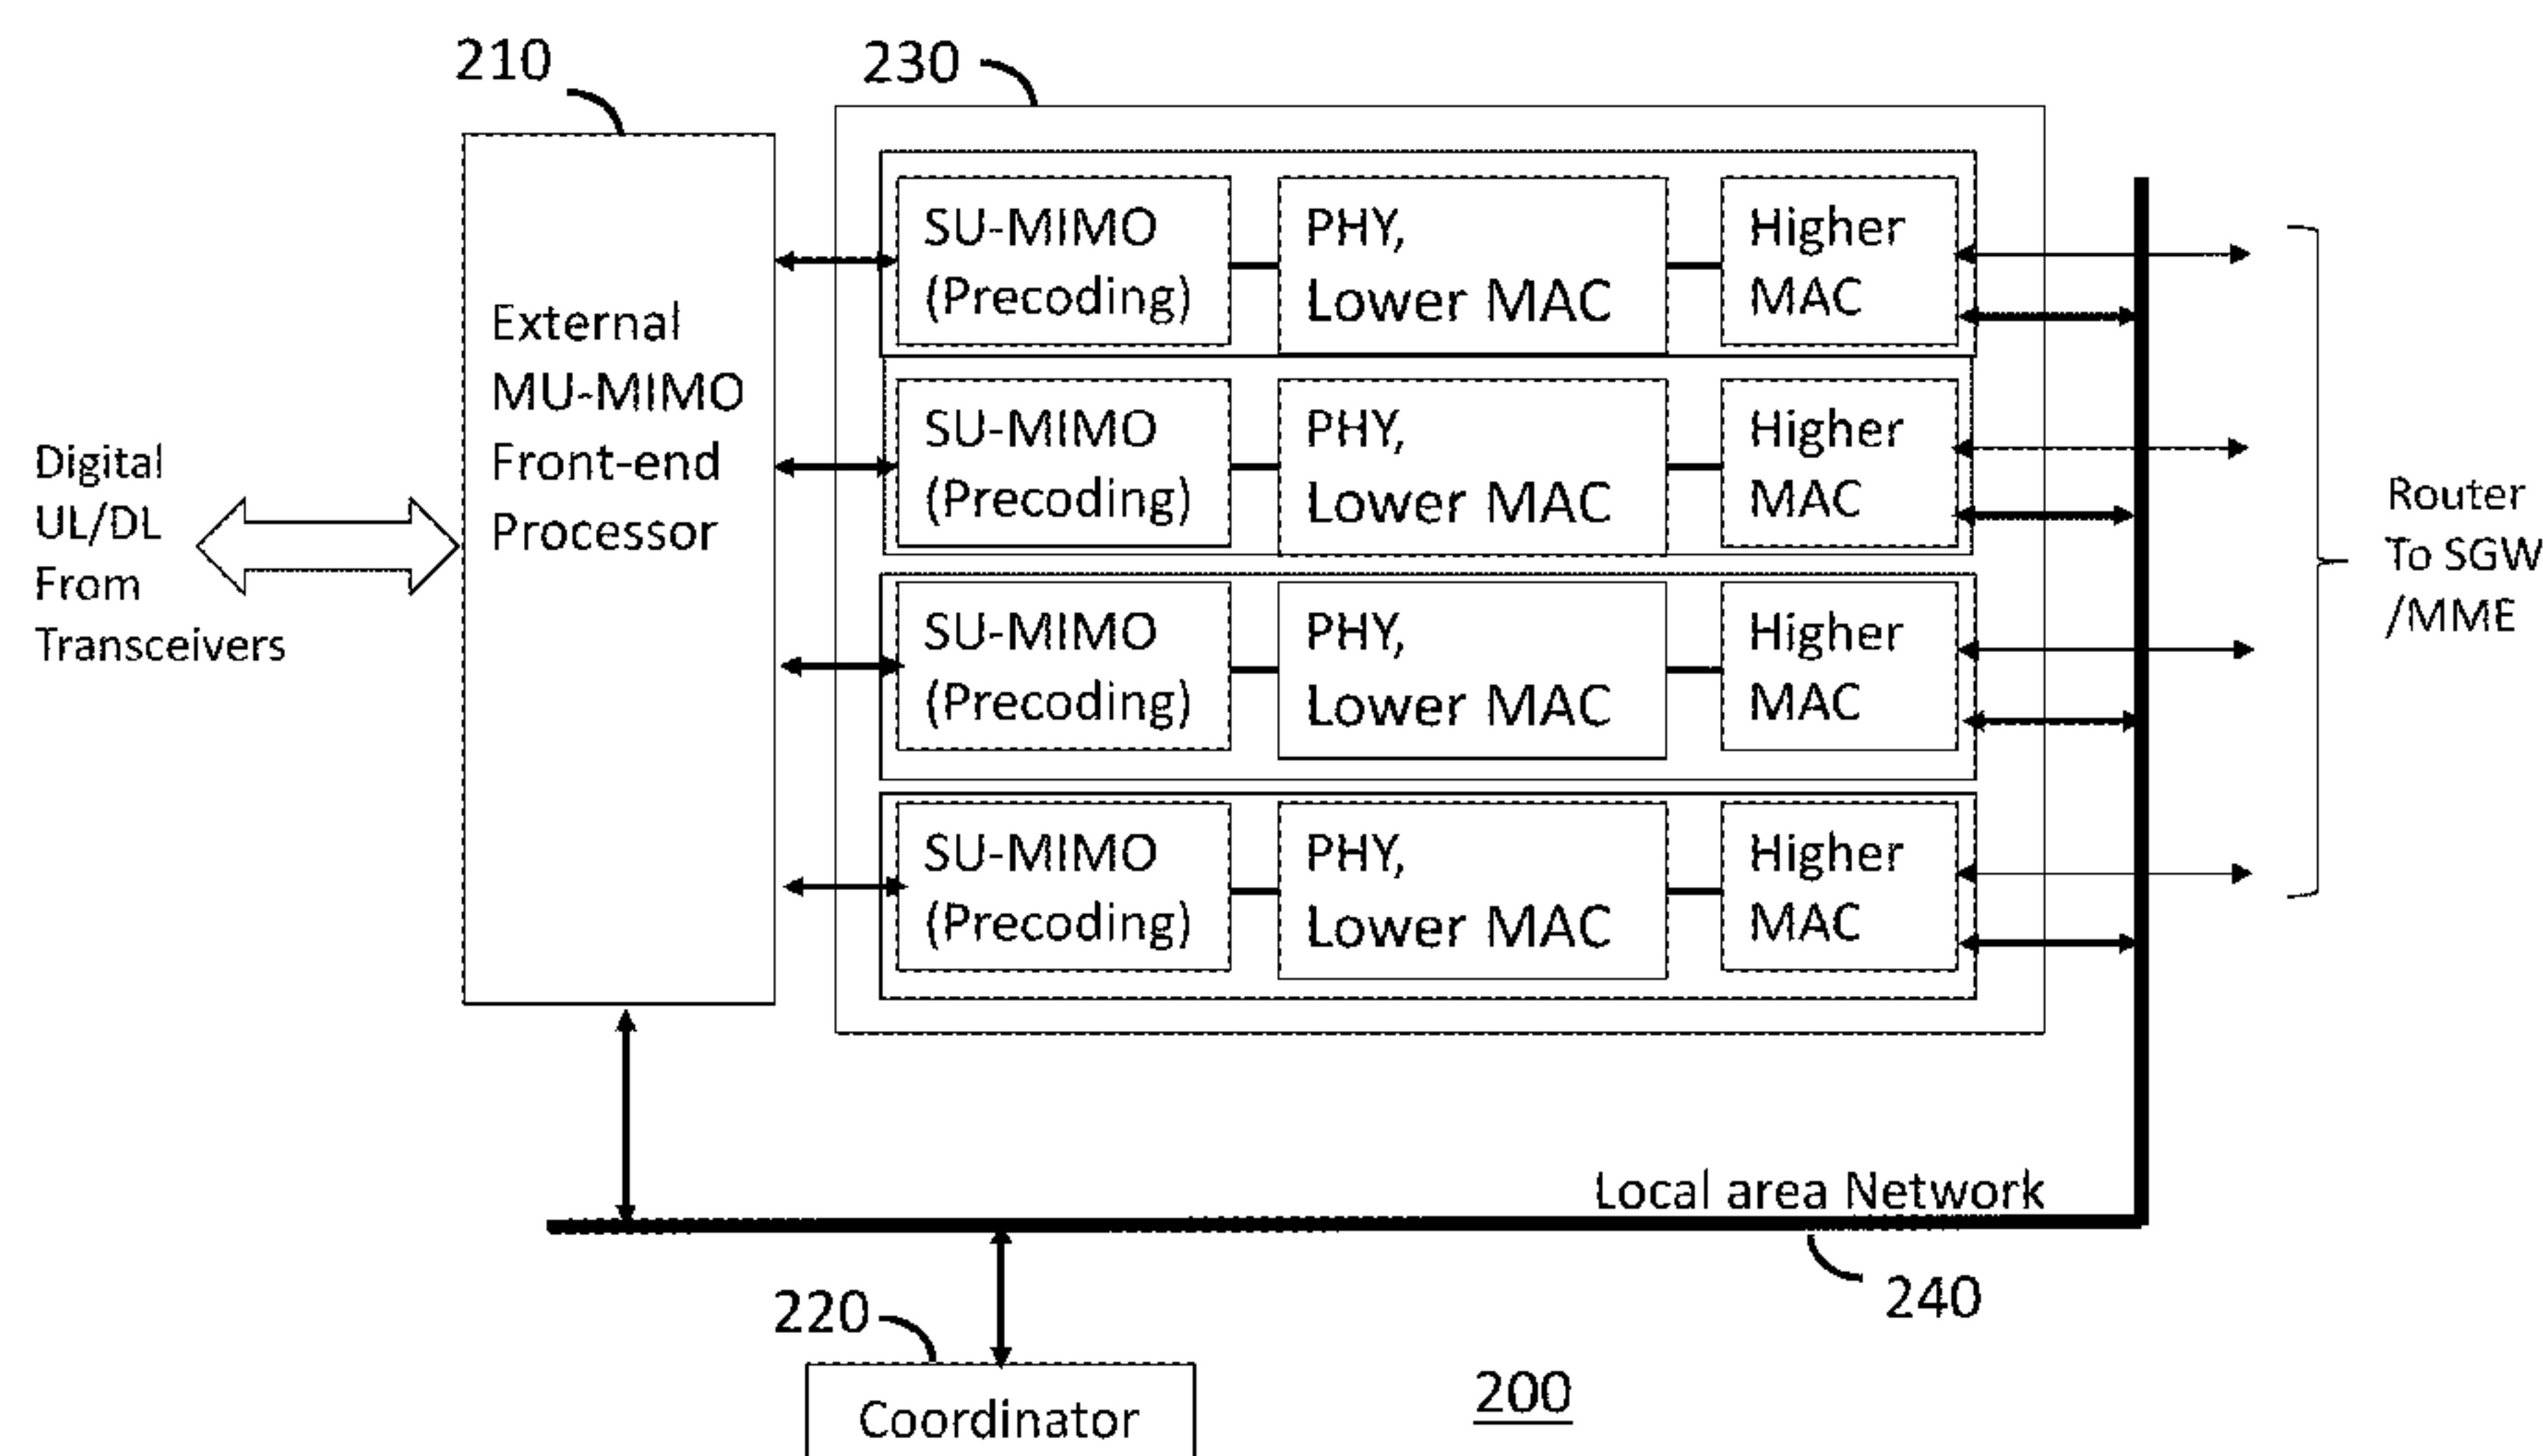 210
230
Digital
UL/DL
From
Transceivers
External
MU-MIMO
Front-end
Processor
SU-MIMO
(Precoding)
PHY,
Lower MAC
Higher
MAC
SU-MIMO
(Precoding)
PHY,
Lower MAC
Higher
MAC
SU-MIMO
(Precoding)
PHY,
Lower MAC
Higher
MAC
SU-MIMO
(Precoding)
PHY,
Lower MAC
Higher
MAC
Router
To SGW
/MME
Local area Network
240
220
Coordinator
200